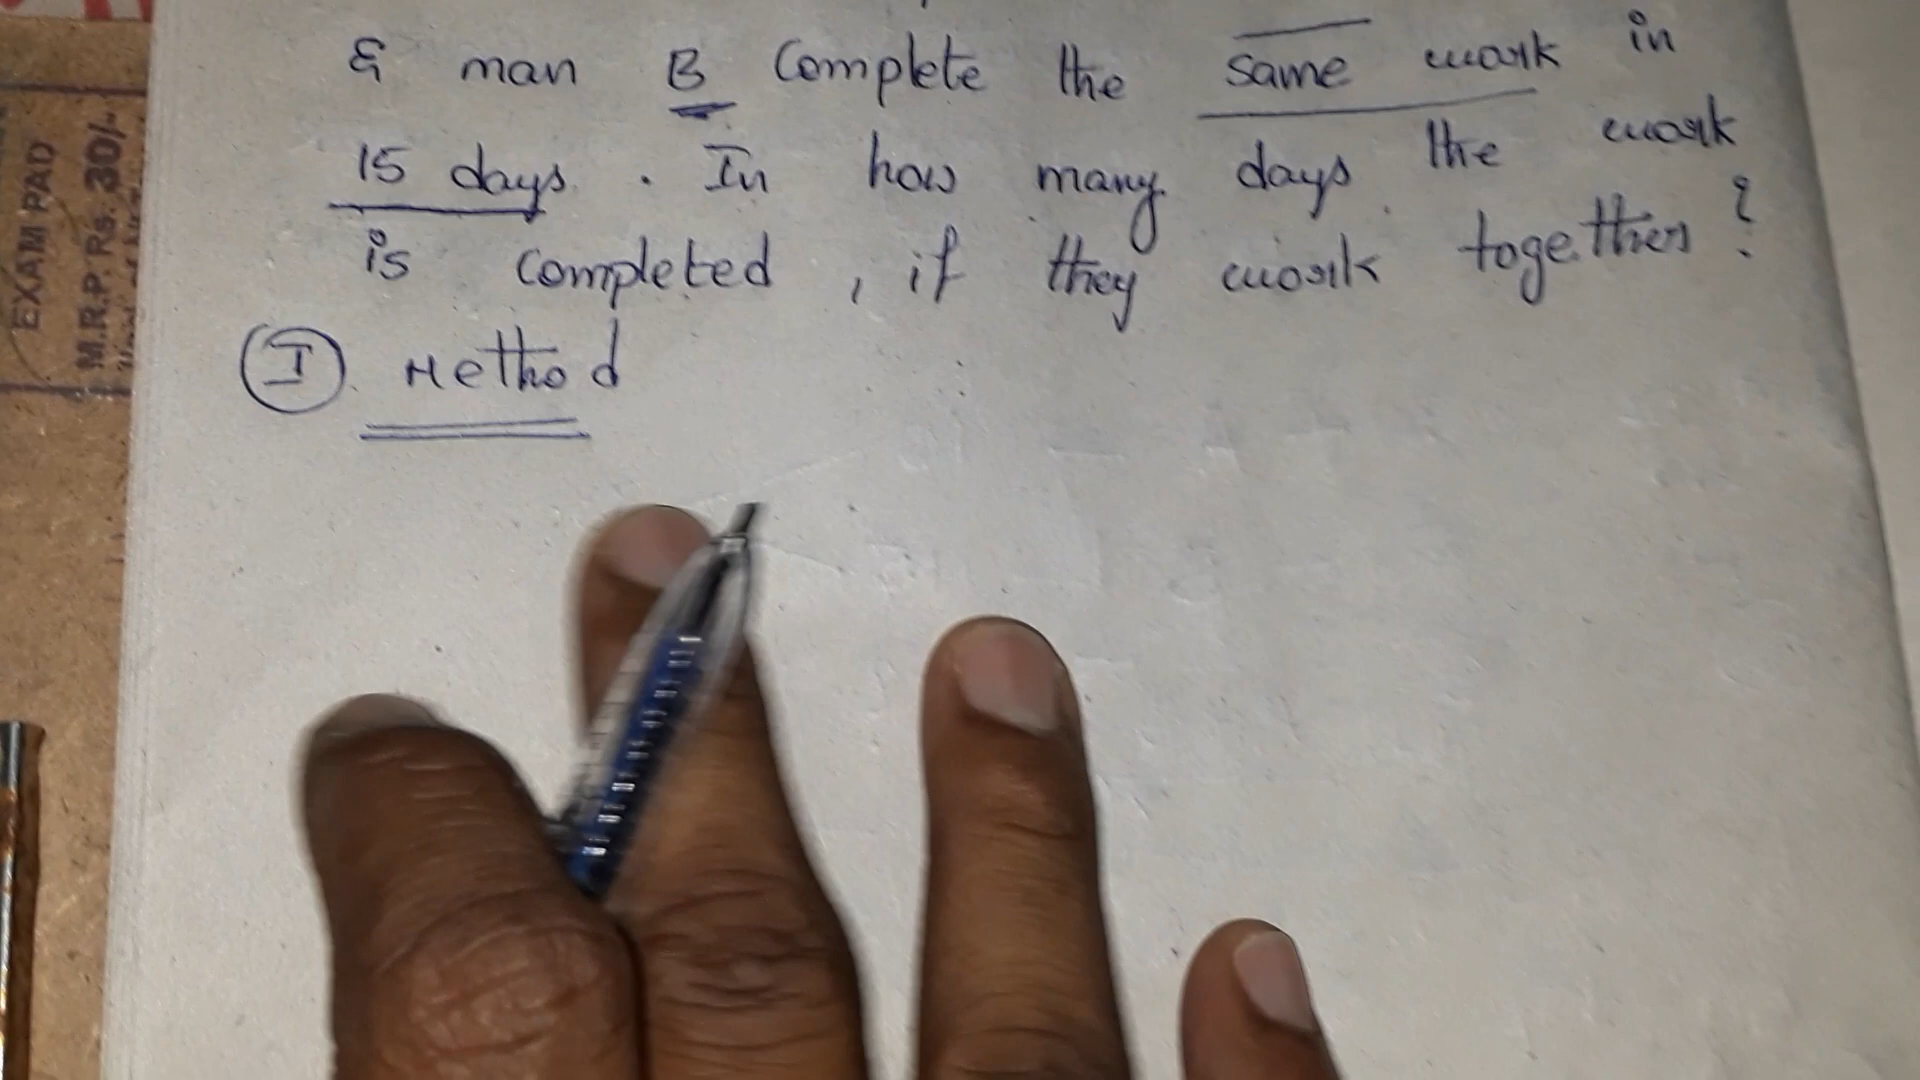 & man B Complete the same work in
15 days. In how many days the work
is completed, if they work together?
I Method
EXAM PAD
M.R.P. Rs. 30/-